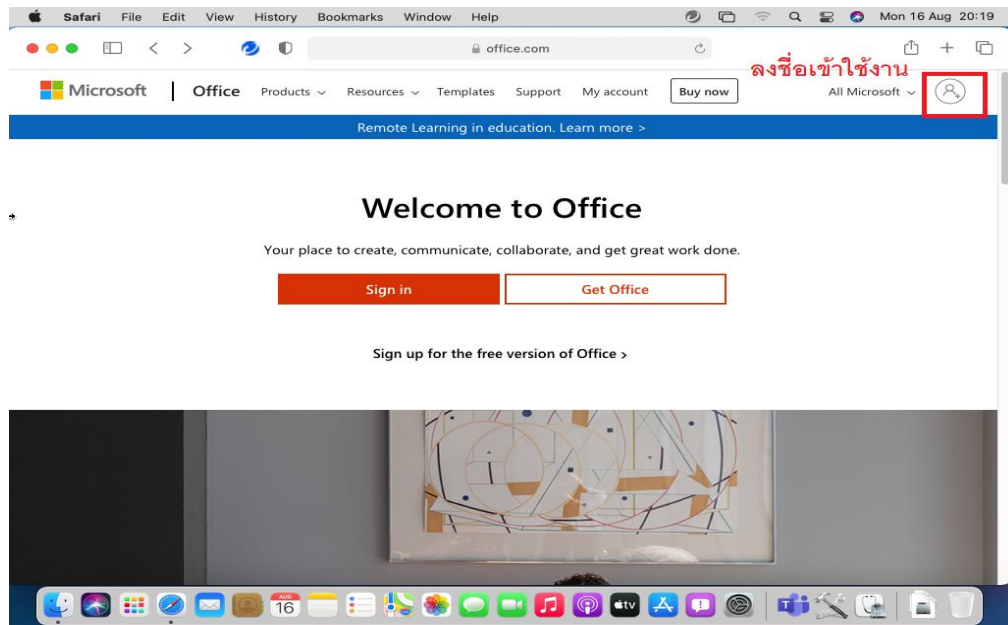 Safari File Edit View History Bookmarks Window Help Mon 16 Aug 20:19
office.com
ลงชื่อเข้าใช้งาน
Microsoft Office Products Resources Templates Support My account Buy now All Microsoft
Remote Learning in education. Learn more >
Welcome to Office
Your place to create, communicate, collaborate, and get great work done.
Sign in Get Office
Sign up for the free version of Office >
AUG
16
tv